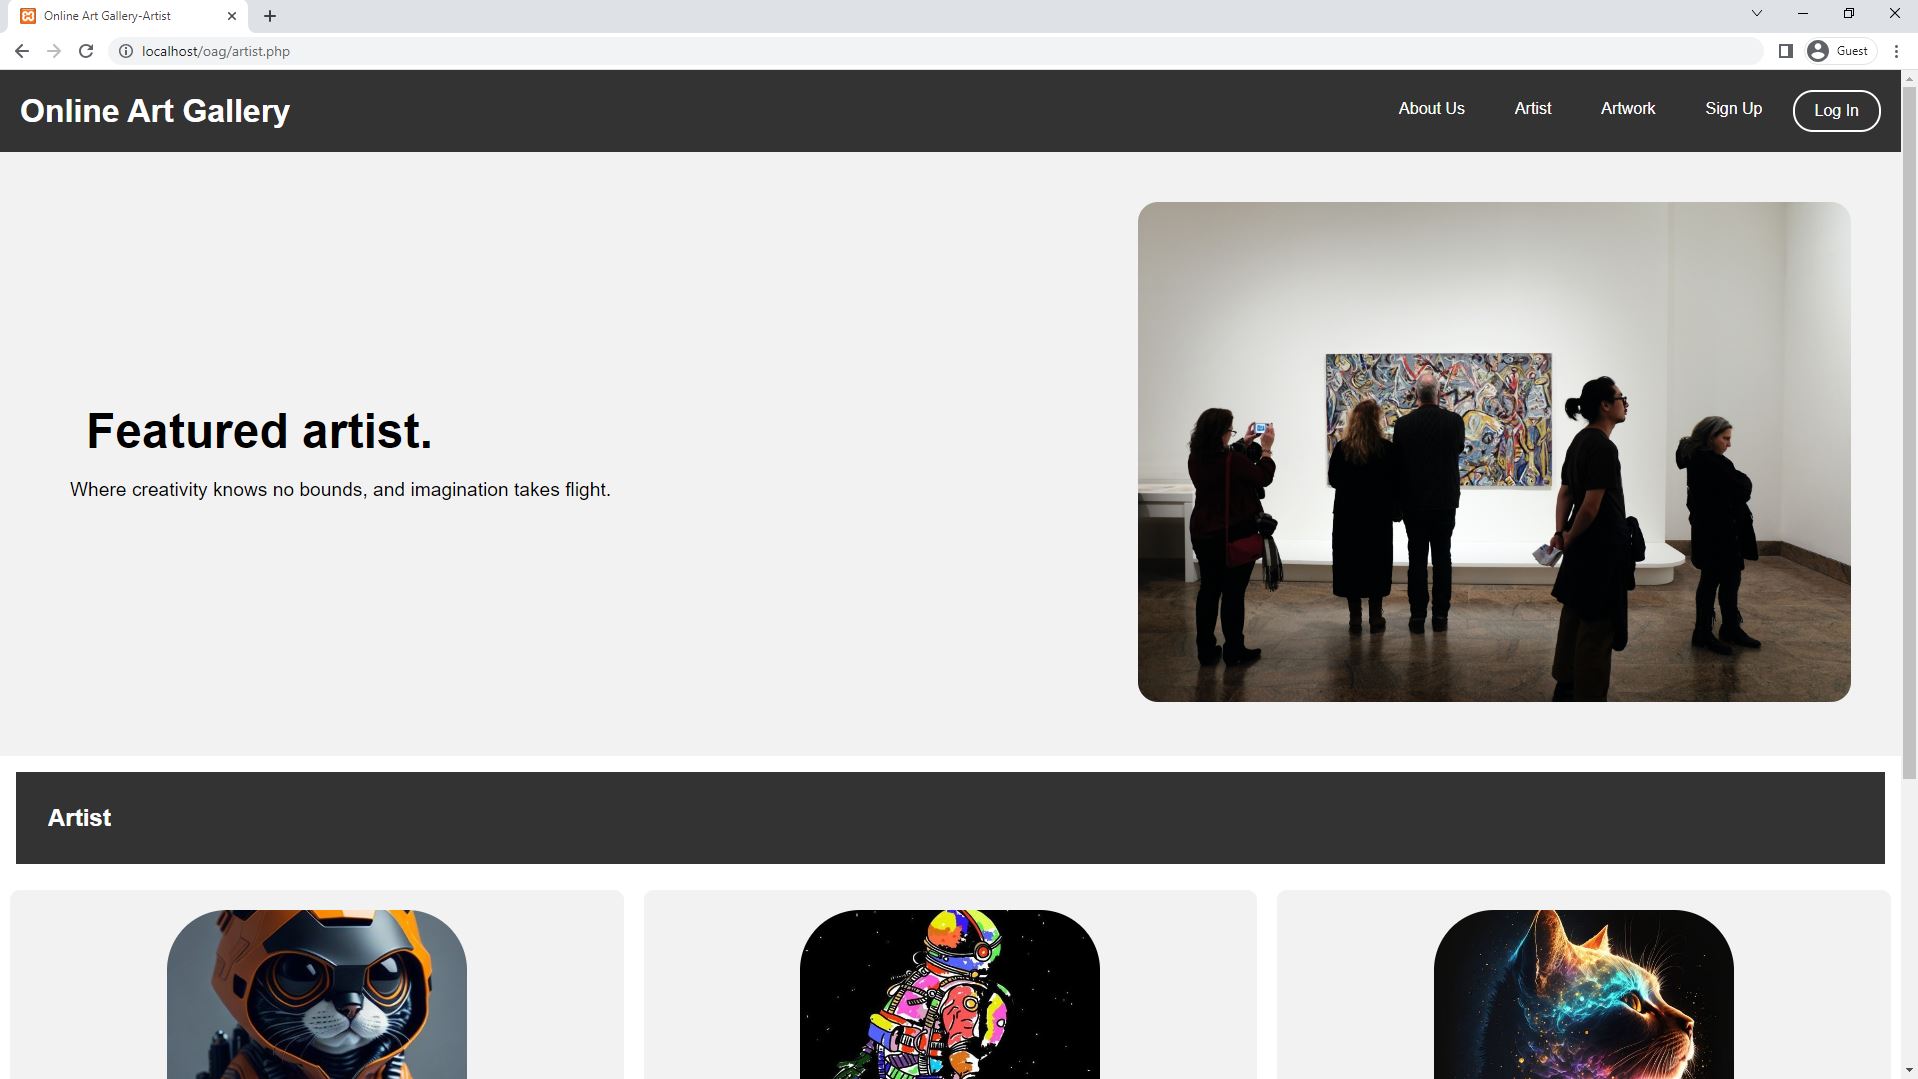 Online Art Gallery-Artist
localhost/oag/artist.php
Guest
Online Art Gallery
About Us
Artist
Artwork
Sign Up
Log In
Featured artist.
Where creativity knows no bounds, and imagination takes flight.
Artist